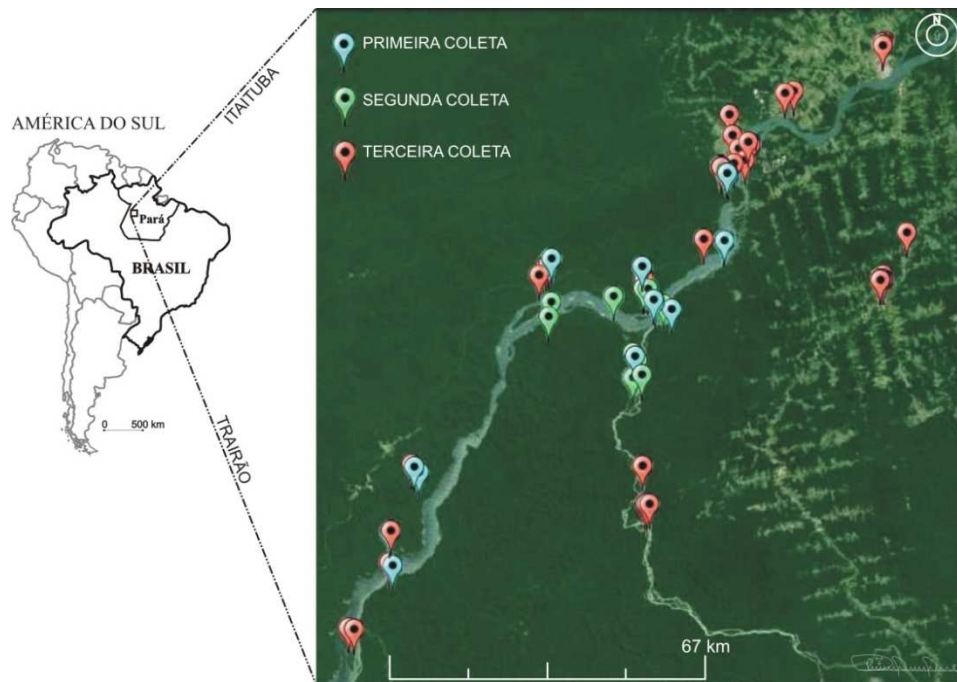 AMÉRICA DO SUL
Pará
BRASIL
0 500 km
ITAITUBA
TRAIRÃO
PRIMEIRA COLETA
SEGUNDA COLETA
TERCEIRA COLETA
N
67 km